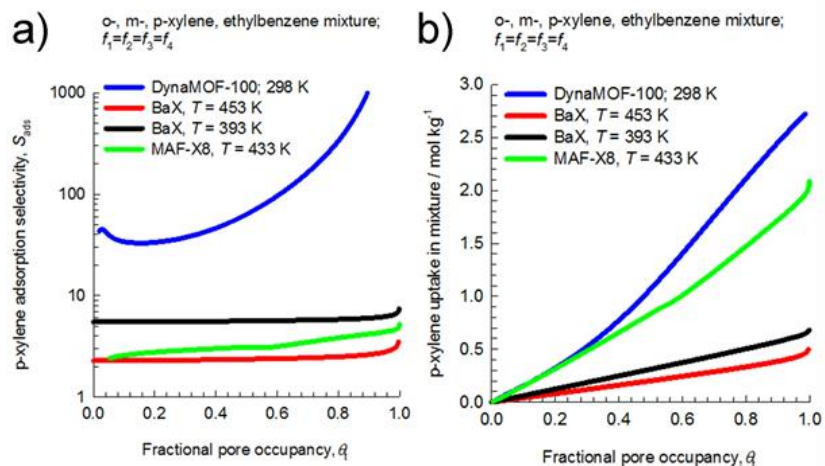 a)
o-, m-, p-xylene, ethylbenzene mixture;
f1=f2=f3=f4
DynaMOF-100; 298 K
BaX, T = 453 K
BaX, T = 393 K
MAF-X8, T = 433 K
p-xylene adsorption selectivity, Sads
1000
100
10
1
0.0 0.2 0.4 0.6 0.8 1.0
Fractional pore occupancy, θt
b)
o-, m-, p-xylene, ethylbenzene mixture;
f1=f2=f3=f4
DynaMOF-100; 298 K
BaX, T = 453 K
BaX, T = 393 K
MAF-X8, T = 433 K
p-xylene uptake in mixture / mol kg-1
3.0
2.5
2.0
1.5
1.0
0.5
0.0
0.0 0.2 0.4 0.6 0.8 1.0
Fractional pore occupancy, θt